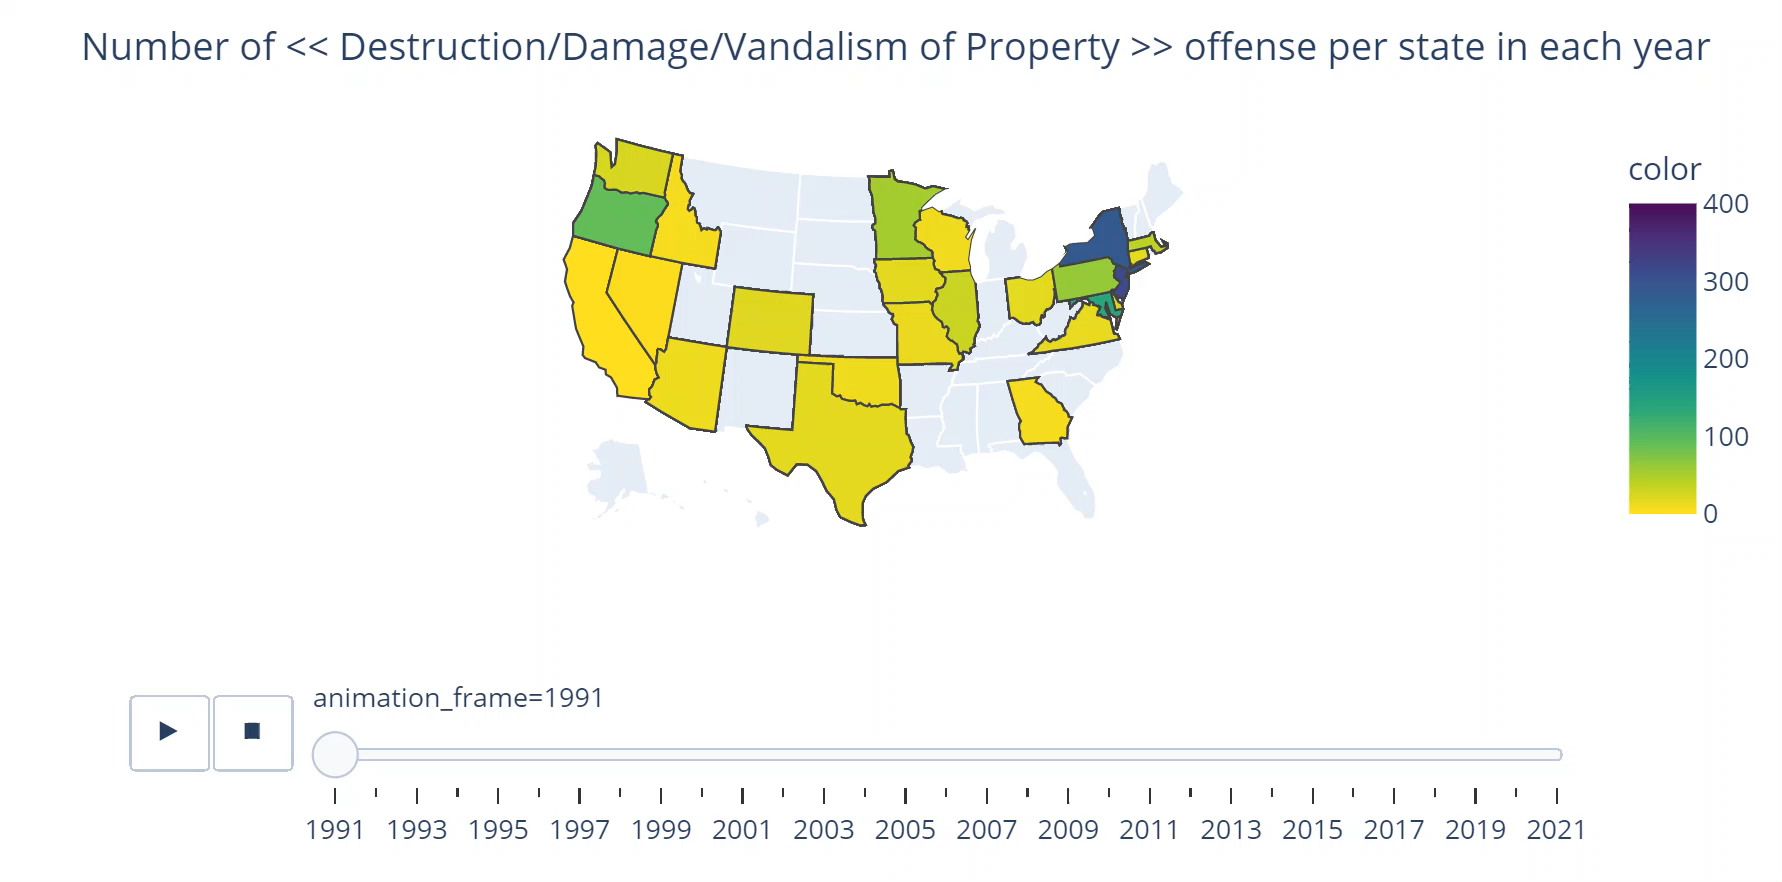 Number of << Destruction/Damage/Vandalism of Property >> offense per state in each year
color
400
300
200
100
0
animation_frame=1991
1991 1993 1995 1997 1999 2001 2003 2005 2007 2009 2011 2013 2015 2017 2019 2021